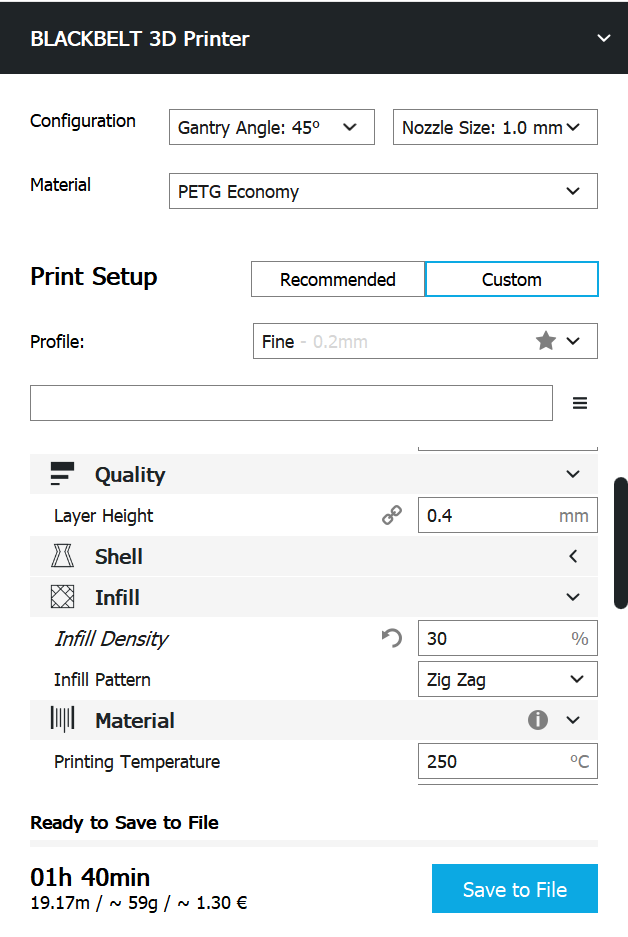 BLACKBELT 3D Printer
Configuration Gantry Angle: 45º Nozzle Size: 1.0 mm
Material PETG Economy
Print Setup Recommended Custom
Profile: Fine - 0.2mm
Quality
Layer Height 0.4 mm
Shell
Infill
Infill Density 30 %
Infill Pattern Zig Zag
Material
Printing Temperature 250 ºC
Ready to Save to File
01h 40min
19.17m / ~ 59g / ~ 1.30 €
Save to File